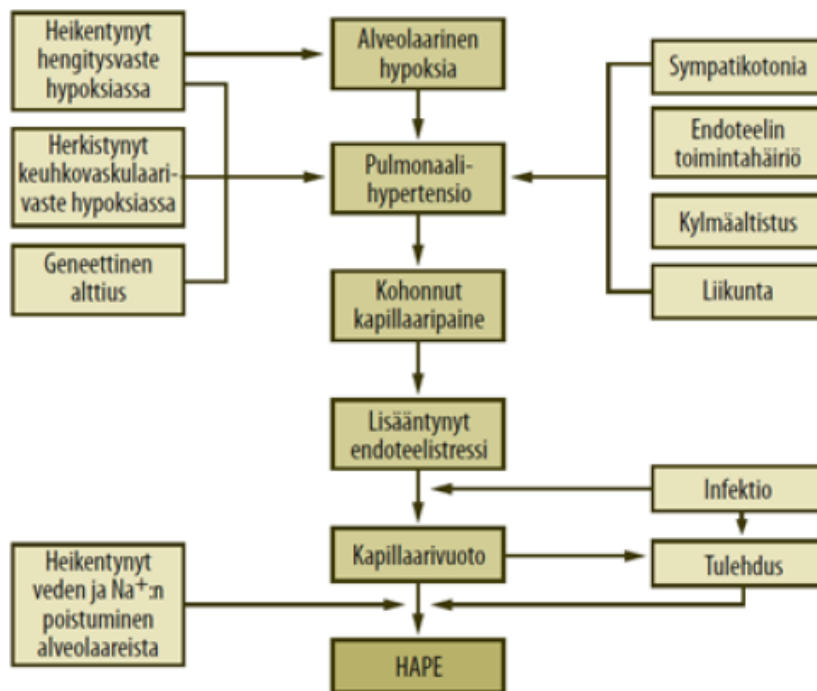 Heikentynyt
hengitysvaste
hypoksiassa
Herkistynyt
keuhkovaskulaari-
vaste hypoksiassa
Geneettinen
alttius
Alveolaarinen
hypoksia
Pulmonaali-
hypertensio
Kohonnut
kapillaaripaine
Lisääntynyt
endoteelistressi
Kapillaarivuoto
HAPE
Sympatikotonia
Endoteelin
toimintahäiriö
Kylmäaltistus
Liikunta
Infektio
Tulehdus
Heikentynyt
veden ja Na⁺:n
poistuminen
alveolaareista